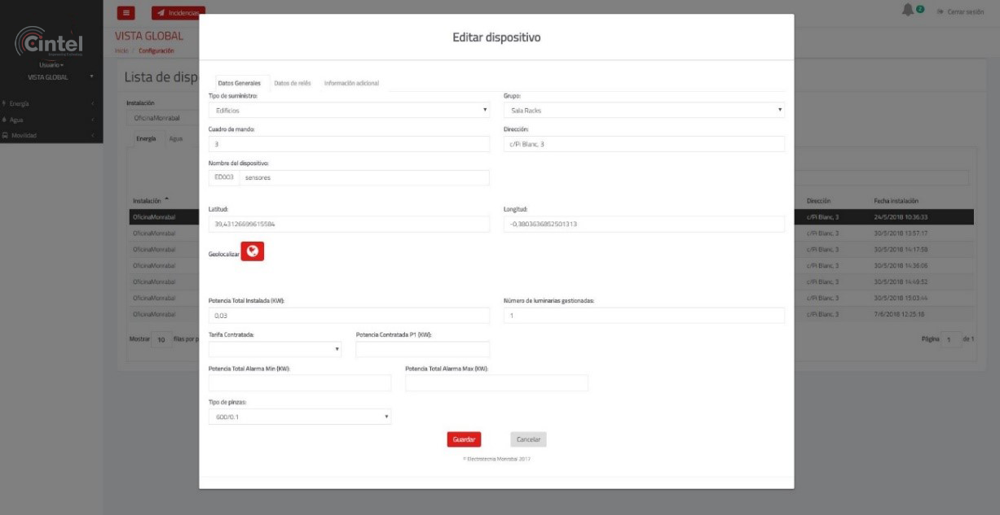 Incidencias
2
Cerrar sesión
Cintel
Usuario
VISTA GLOBAL
Energía
Agua
Movilidad
VISTA GLOBAL
Inicio / Configuración
Lista de disp
Instalación
OficinaMonrabal
Energía Agua
Editar dispositivo
Datos Generales Datos de relés Información adicional
Tipo de suministro: Grupo:
Edificios Sala Racks
Cuadro de mando: Dirección:
3 c/Pi Blanc, 3
Nombre del dispositivo:
ED003 sensores
Latitud: Longitud:
39,43126699615584 -0,3803636852501313
Geolocalizar
Potencia Total Instalada (KW): Número de luminarias gestionadas:
0,03 1
Tarifa Contratada: Potencia Contratada P1 (KW):
Potencia Total Alarma Min (KW): Potencia Total Alarma Max (KW):
Tipo de pinzas:
600/0.1
Guardar Cancelar
© Electrotecnia Monrabal 2017
Instalación Dirección Fecha instalación
OficinaMonrabal c/Pi Blanc, 3 24/5/2018 10:36:33
OficinaMonrabal c/Pi Blanc, 3 30/5/2018 13:57:17
OficinaMonrabal c/Pi Blanc, 3 30/5/2018 14:17:58
OficinaMonrabal c/Pi Blanc, 3 30/5/2018 14:36:06
OficinaMonrabal c/Pi Blanc, 3 30/5/2018 14:49:52
OficinaMonrabal c/Pi Blanc, 3 30/5/2018 15:03:44
OficinaMonrabal c/Pi Blanc, 3 7/6/2018 12:25:18
Mostrar 10 filas por p
Página 1 de 1